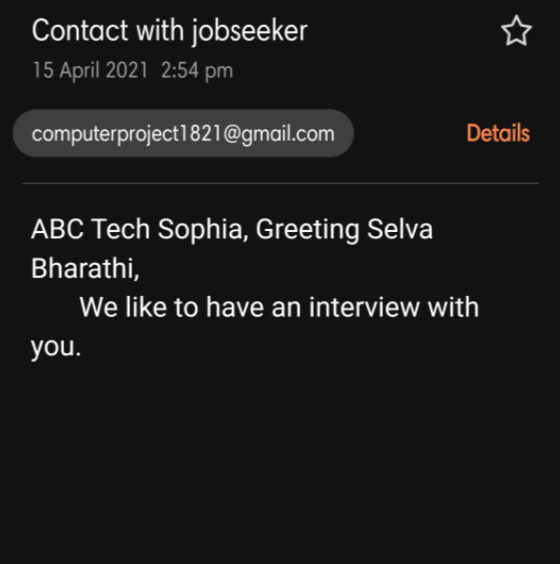 Contact with jobseeker
15 April 2021 2:54 pm
computerproject1821@gmail.com
Details
ABC Tech Sophia, Greeting Selva
Bharathi,
We like to have an interview with
you.